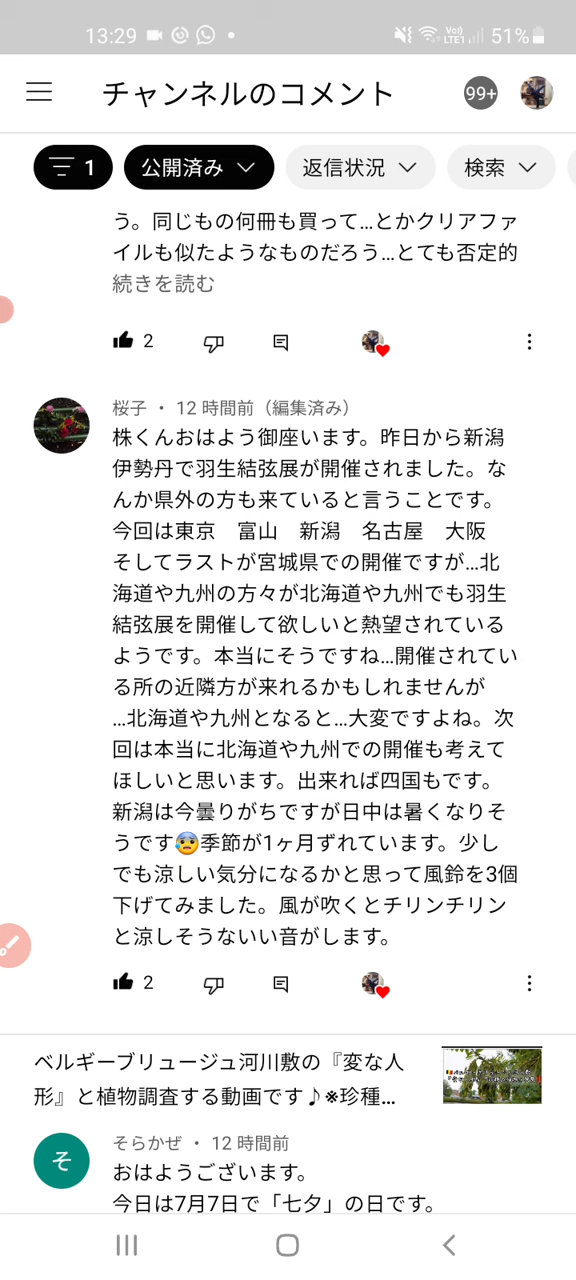 13:29
Vo))
LTE1
51%
チャンネルのコメント
99+
1
公開済み
返信状況
検索
う。同じもの何冊も買って…とかクリアファ
イルも似たようなものだろう…とても否定的
続きを読む
2
桜子 ・ 12 時間前（編集済み）
株くんおはよう御座います。昨日から新潟
伊勢丹で羽生結弦展が開催されました。な
んか県外の方も来ていると言うことです。
今回は東京　富山　新潟　名古屋　大阪
そしてラストが宮城県での開催ですが…北
海道や九州の方々が北海道や九州でも羽生
結弦展を開催して欲しいと熱望されている
ようです。本当にそうですね…開催されてい
る所の近隣方が来れるかもしれませんが
…北海道や九州となると…大変ですよね。次
回は本当に北海道や九州での開催も考えて
ほしいと思います。出来れば四国もです。
新潟は今曇りがちですが日中は暑くなりそ
うです😰季節が1ヶ月ずれています。少し
でも涼しい気分になるかと思って風鈴を3個
下げてみました。風が吹くとチリンチリン
と涼しそうないい音がします。
2
ベルギーブリュージュ河川敷の『変な人
形』と植物調査する動画です♪※珍種...
そ
そらかぜ ・ 12 時間前
おはようございます。
今日は7月7日で「七夕」の日です。